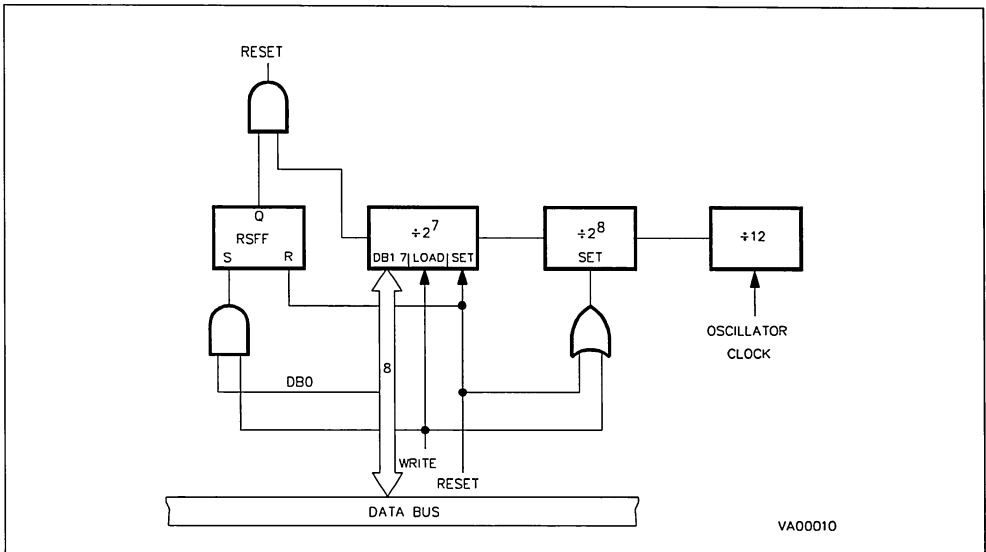 RESET
Q
RSFF
S R
÷2⁷
DB1 7|LOAD|SET
÷2⁸
SET
÷12
OSCILLATOR
CLOCK
8
DB0
WRITE
RESET
DATA BUS
VA00010